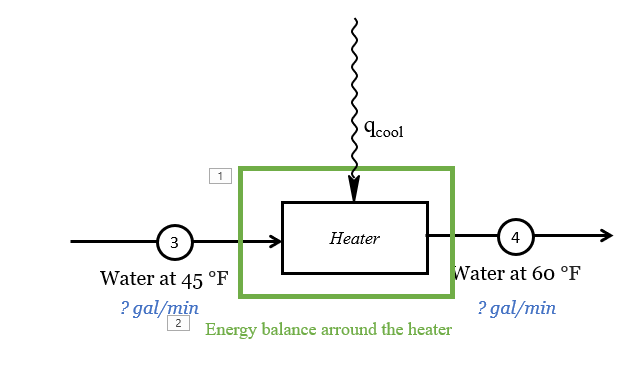 qcool
1
Heater
3
4
Water at 45 °F
Water at 60 °F
? gal/min
? gal/min
2
Energy balance arround the heater